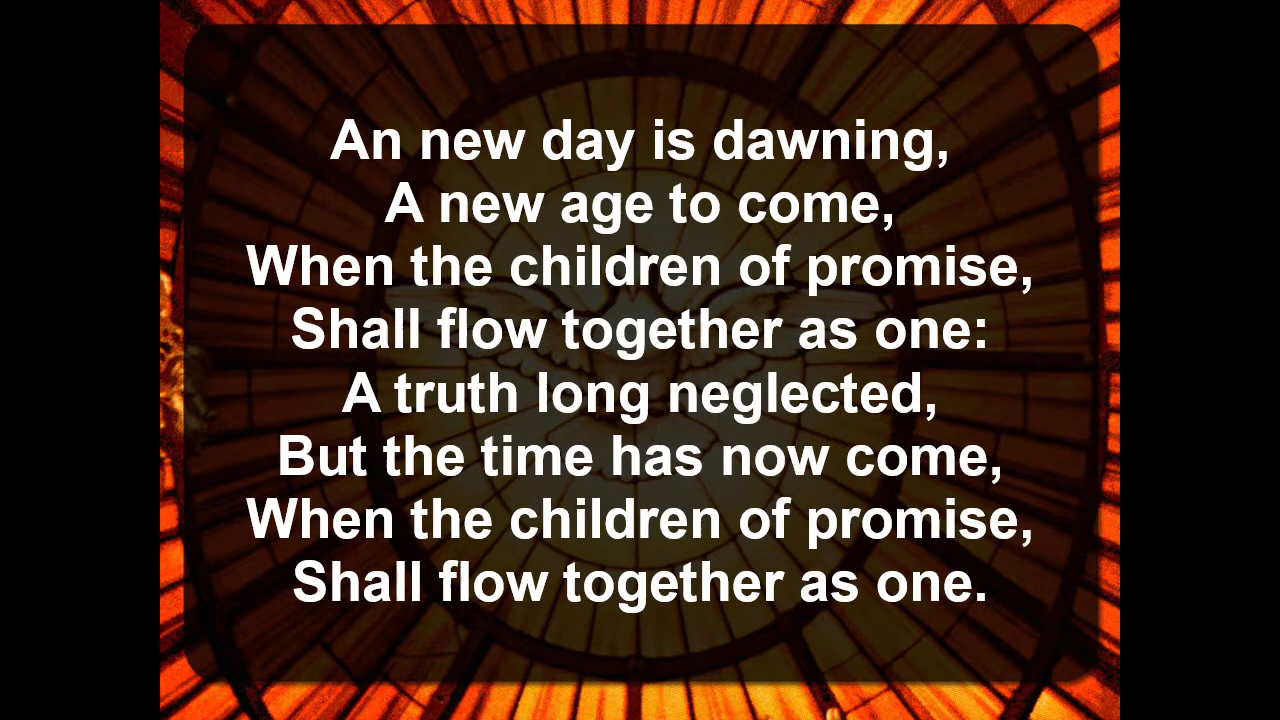 An new day is dawning,
A new age to come,
When the children of promise,
Shall flow together as one:
A truth long neglected,
But the time has now come,
When the children of promise,
Shall flow together as one.